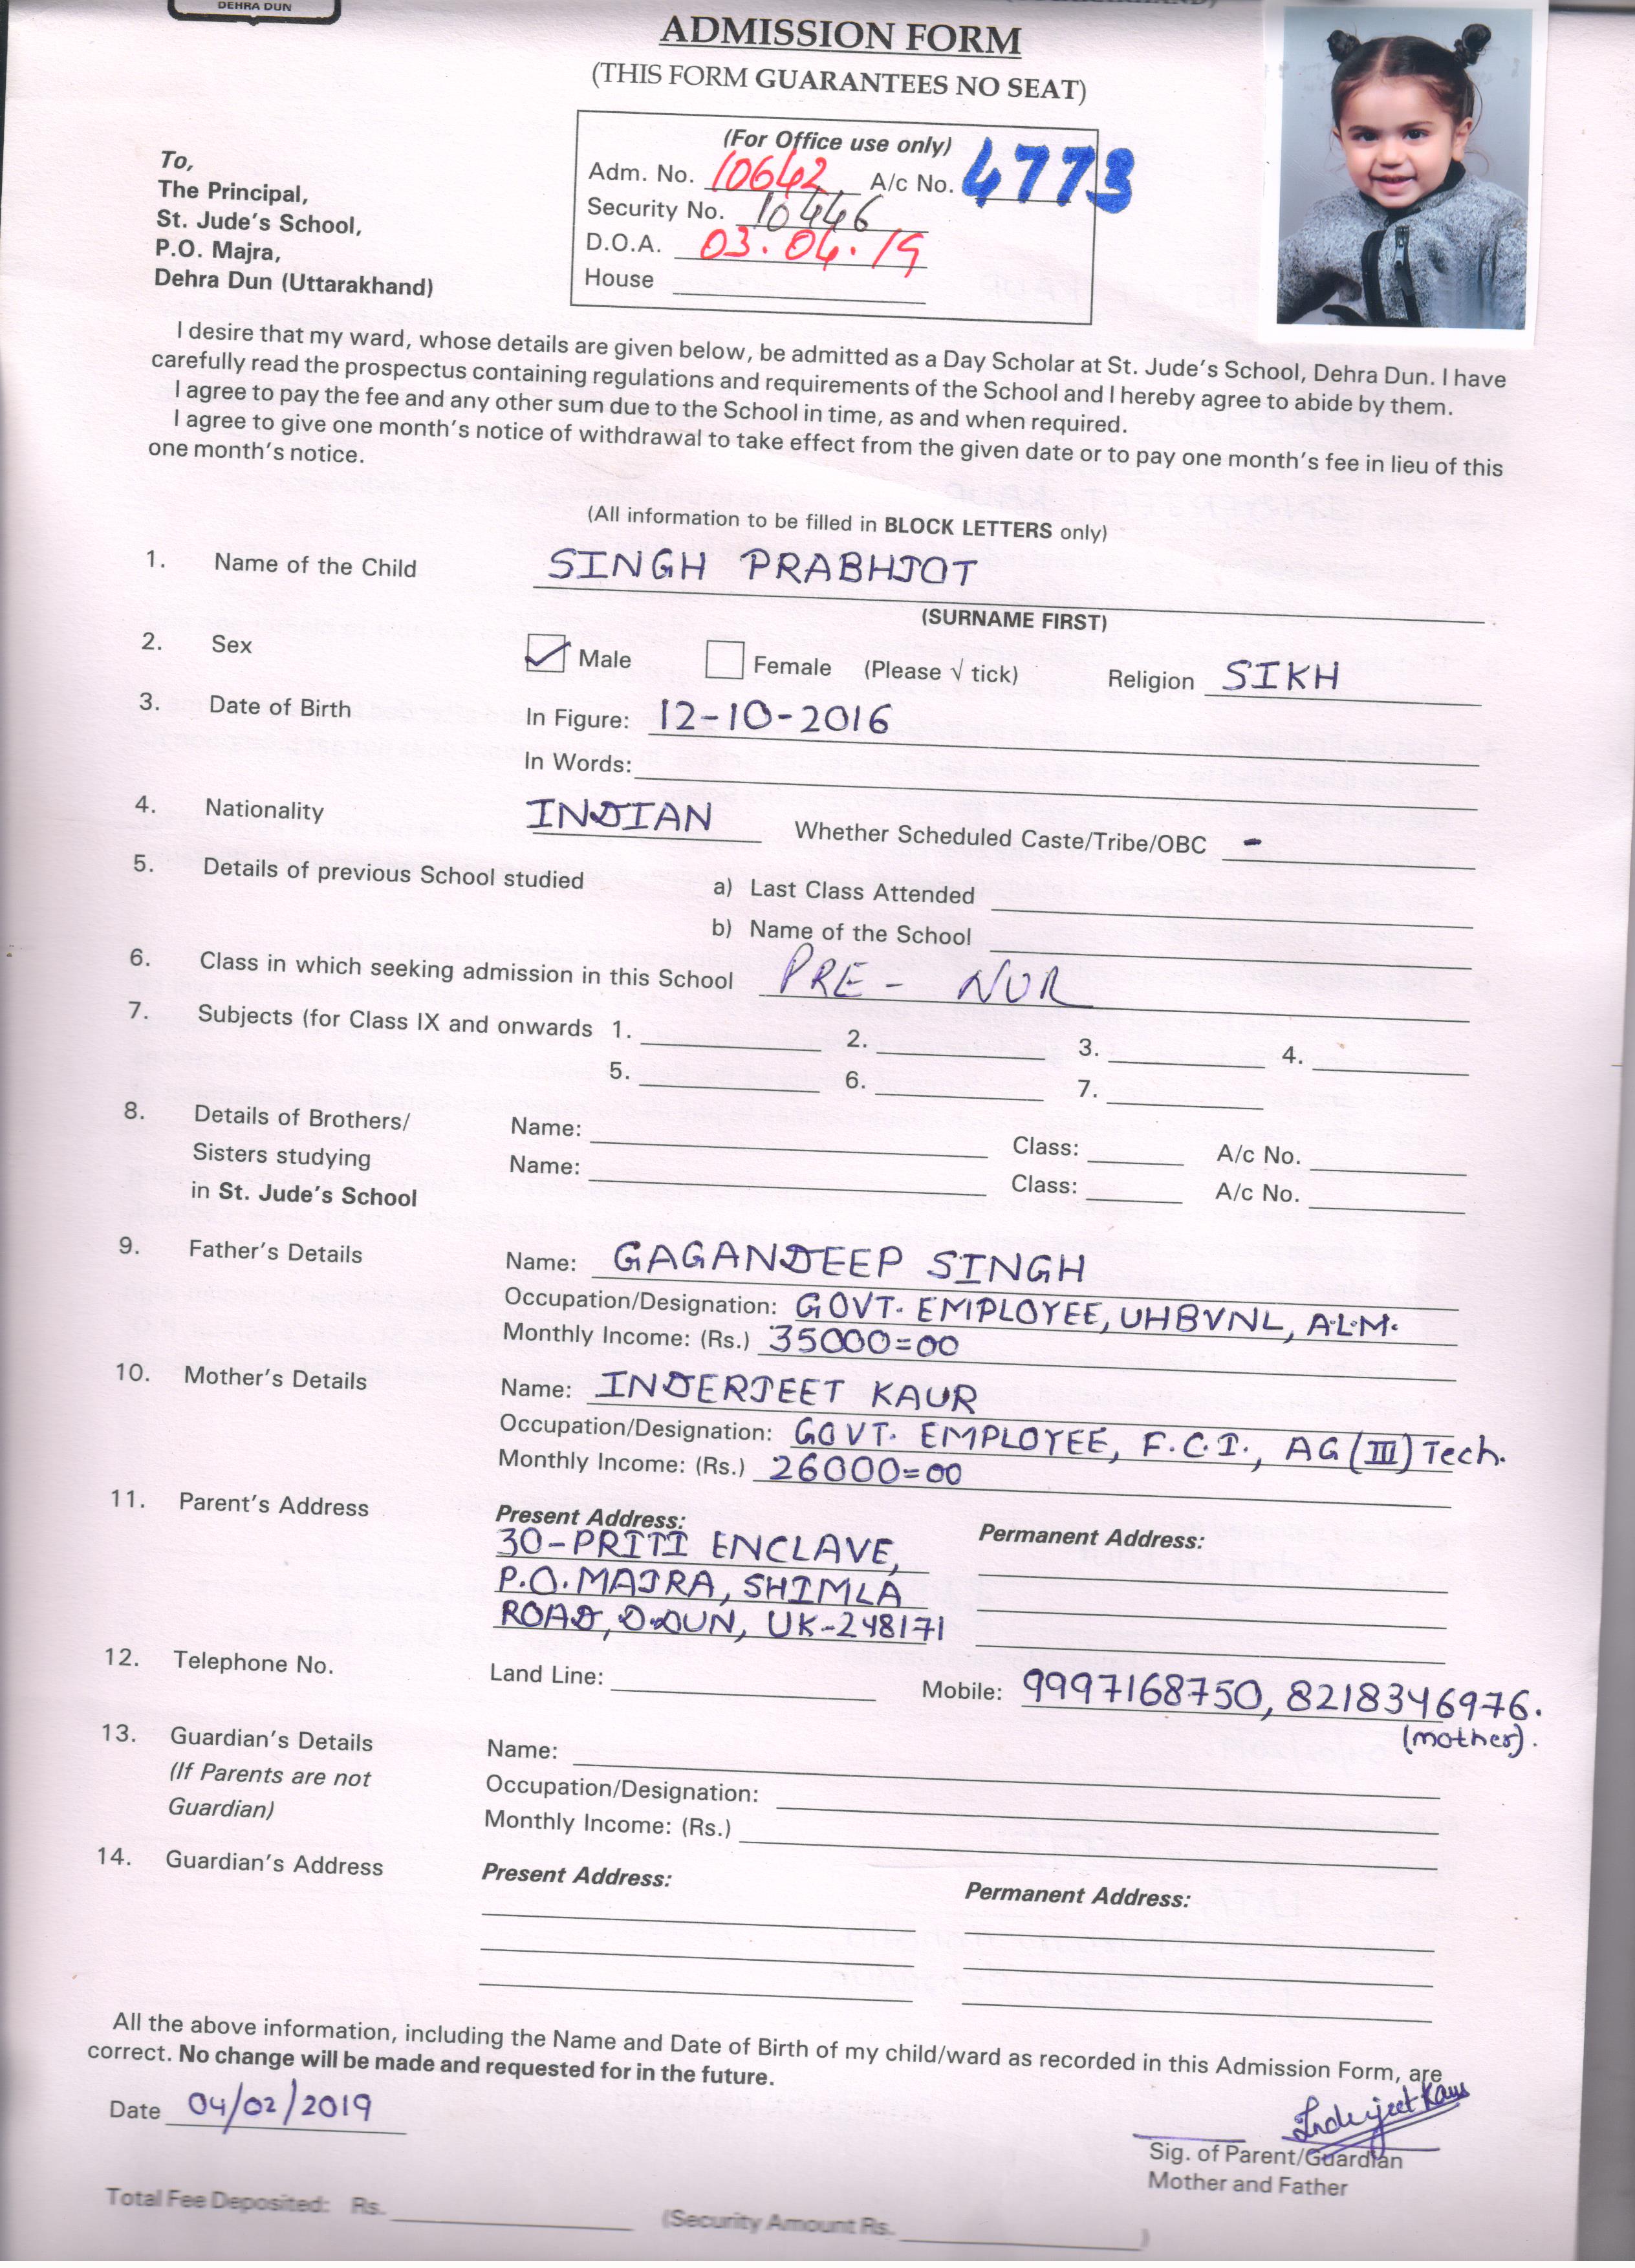 DEHRA DUN
ADMISSION FORM
(THIS FORM GUARANTEES NO SEAT)
(For Office use only)
Adm. No. 10642 A/c No. 4773
Security No. 10446
D.O.A. 03.04.19
House
To,
The Principal,
St. Jude's School,
P.O. Majra,
Dehra Dun (Uttarakhand)
I desire that my ward, whose details are given below, be admitted as a Day Scholar at St. Jude's School, Dehra Dun. I have
carefully read the prospectus containing regulations and requirements of the School and I hereby agree to abide by them.
I agree to pay the fee and any other sum due to the School in time, as and when required.
I agree to give one month's notice of withdrawal to take effect from the given date or to pay one month's fee in lieu of this
one month's notice.
(All information to be filled in BLOCK LETTERS only)
1. Name of the Child SINGH PRABHJOT
(SURNAME FIRST)
2. Sex Male Female (Please √ tick) Religion SIKH
3. Date of Birth In Figure: 12-10-2016
In Words:
4. Nationality INDIAN Whether Scheduled Caste/Tribe/OBC -
5. Details of previous School studied a) Last Class Attended
b) Name of the School
6. Class in which seeking admission in this School PRE - NUR
7. Subjects (for Class IX and onwards 1. 2. 3. 4.
5. 6. 7.
8. Details of Brothers/ Name: Class: A/c No.
Sisters studying Name: Class: A/c No.
in St. Jude's School
9. Father's Details Name: GAGANDEEP SINGH
Occupation/Designation: GOVT. EMPLOYEE, UHBVNL, A.L.M.
Monthly Income: (Rs.) 35000=00
10. Mother's Details Name: INDERJEET KAUR
Occupation/Designation: GOVT. EMPLOYEE, F.C.I., AG (III) Tech.
Monthly Income: (Rs.) 26000=00
11. Parent's Address Present Address: Permanent Address:
30-PRITI ENCLAVE,
P.O. MAJRA, SHIMLA
ROAD, D.DUN, UK-248171
12. Telephone No. Land Line: Mobile: 9997168750, 8218346976.
(mother).
13. Guardian's Details Name:
(If Parents are not Occupation/Designation:
Guardian) Monthly Income: (Rs.)
14. Guardian's Address Present Address: Permanent Address:
All the above information, including the Name and Date of Birth of my child/ward as recorded in this Admission Form, are
correct. No change will be made and requested for in the future.
Date 04/02/2019 Inderjeet Kaur
Sig. of Parent/Guardian
Mother and Father
Total Fee Deposited: Rs. (Security Amount Rs. )